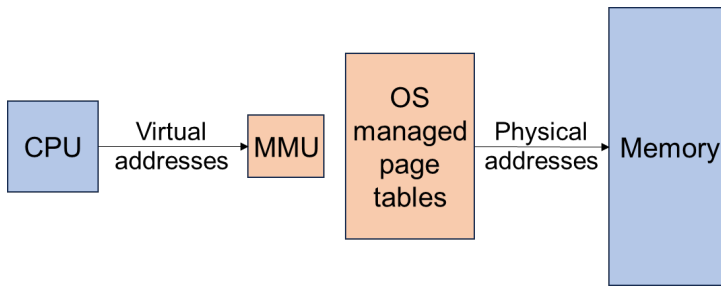 CPU
Virtual
addresses
MMU
OS
managed
page
tables
Physical
addresses
Memory